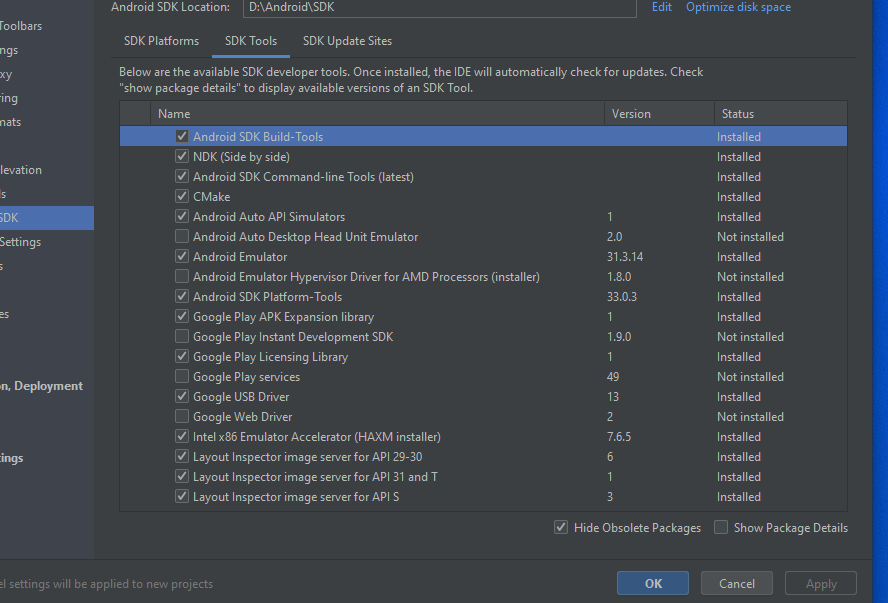 Android SDK Location: D:\Android\SDK Edit Optimize disk space
Toolbars
SDK Platforms SDK Tools SDK Update Sites
Below are the available SDK developer tools. Once installed, the IDE will automatically check for updates. Check
"show package details" to display available versions of an SDK Tool.
Name Version Status
Android SDK Build-Tools Installed
NDK (Side by side) Installed
Android SDK Command-line Tools (latest) Installed
CMake Installed
Android Auto API Simulators 1 Installed
Android Auto Desktop Head Unit Emulator 2.0 Not installed
Android Emulator 31.3.14 Installed
Android Emulator Hypervisor Driver for AMD Processors (installer) 1.8.0 Not installed
Android SDK Platform-Tools 33.0.3 Installed
Google Play APK Expansion library 1 Installed
Google Play Instant Development SDK 1.9.0 Not installed
Google Play Licensing Library 1 Installed
Google Play services 49 Not installed
Google USB Driver 13 Installed
Google Web Driver 2 Not installed
Intel x86 Emulator Accelerator (HAXM installer) 7.6.5 Installed
Layout Inspector image server for API 29-30 6 Installed
Layout Inspector image server for API 31 and T 1 Installed
Layout Inspector image server for API S 3 Installed
Hide Obsolete Packages Show Package Details
SDK
Settings
on, Deployment
tings
el settings will be applied to new projects
OK Cancel Apply